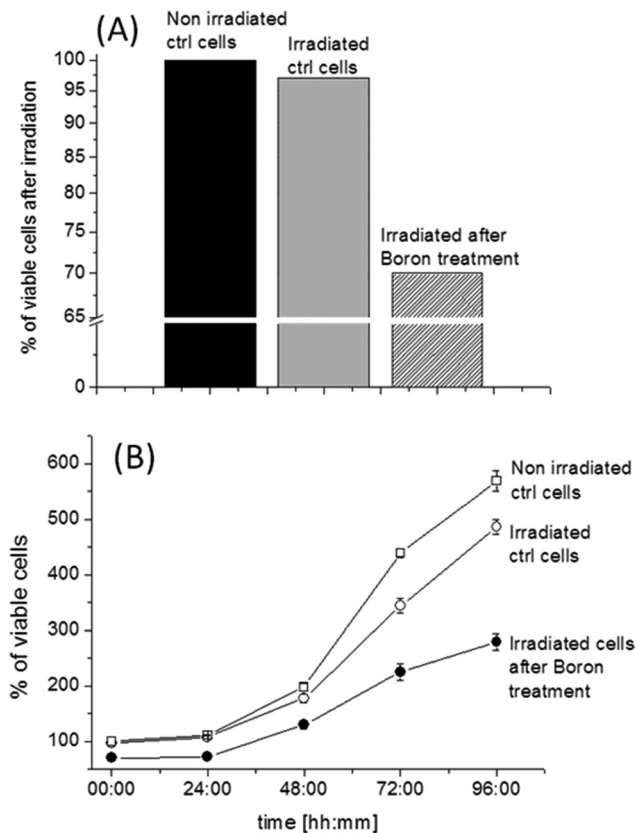 (A)
Non irradiated
ctrl cells
Irradiated
ctrl cells
Irradiated after
Boron treatment
% of viable cells after irradiation
100
95
90
85
80
75
70
65
0
(B)
Non irradiated
ctrl cells
Irradiated
ctrl cells
Irradiated cells
after Boron
treatment
% of viable cells
600
500
400
300
200
100
00:00 24:00 48:00 72:00 96:00
time [hh:mm]